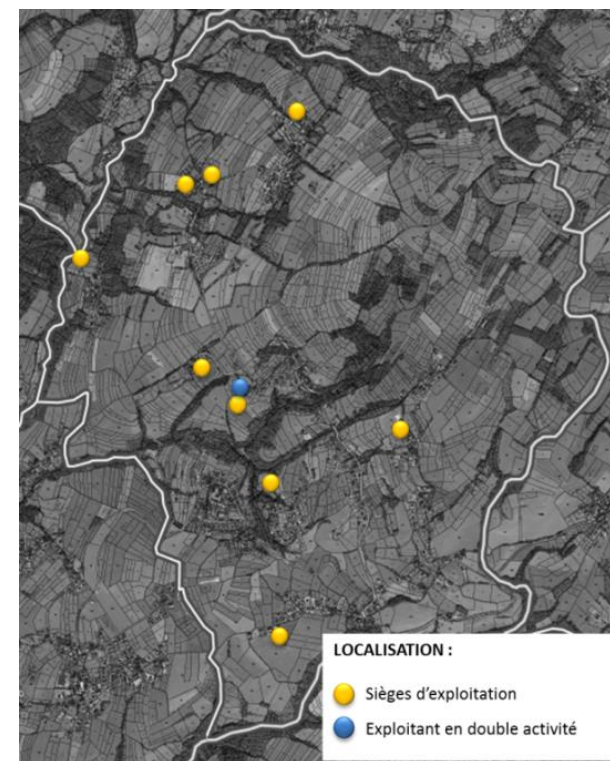 LOCALISATION :
Sièges d'exploitation
Exploitant en double activité